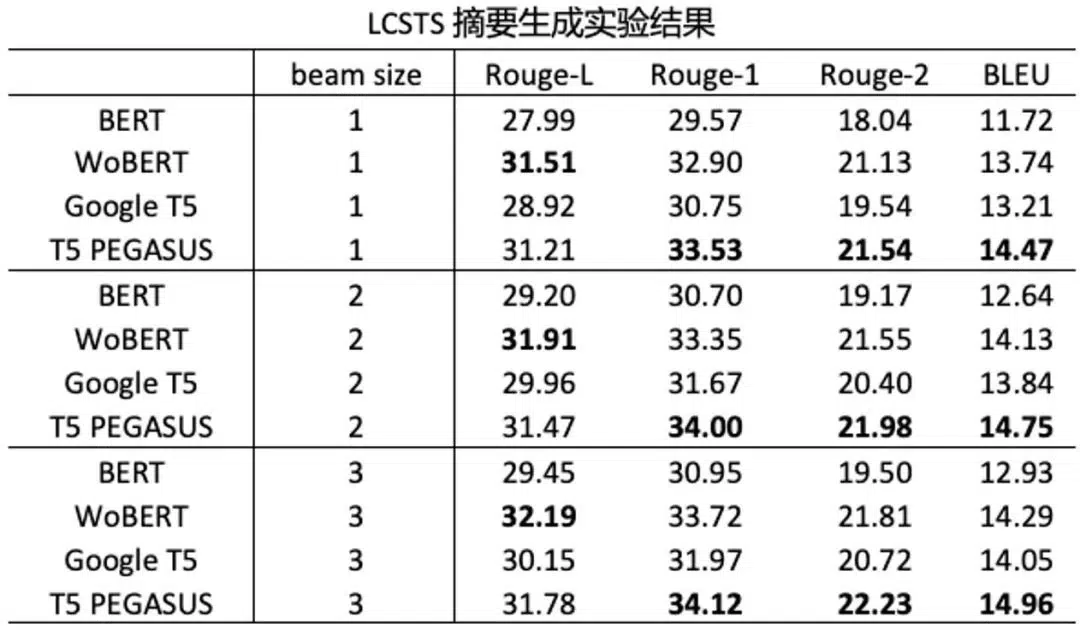 LCSTS 摘要生成实验结果
beam size Rouge-L Rouge-1 Rouge-2 BLEU
BERT 1 27.99 29.57 18.04 11.72
WoBERT 1 31.51 32.90 21.13 13.74
Google T5 1 28.92 30.75 19.54 13.21
T5 PEGASUS 1 31.21 33.53 21.54 14.47
BERT 2 29.20 30.70 19.17 12.64
WoBERT 2 31.91 33.35 21.55 14.13
Google T5 2 29.96 31.67 20.40 13.84
T5 PEGASUS 2 31.47 34.00 21.98 14.75
BERT 3 29.45 30.95 19.50 12.93
WoBERT 3 32.19 33.72 21.81 14.29
Google T5 3 30.15 31.97 20.72 14.05
T5 PEGASUS 3 31.78 34.12 22.23 14.96